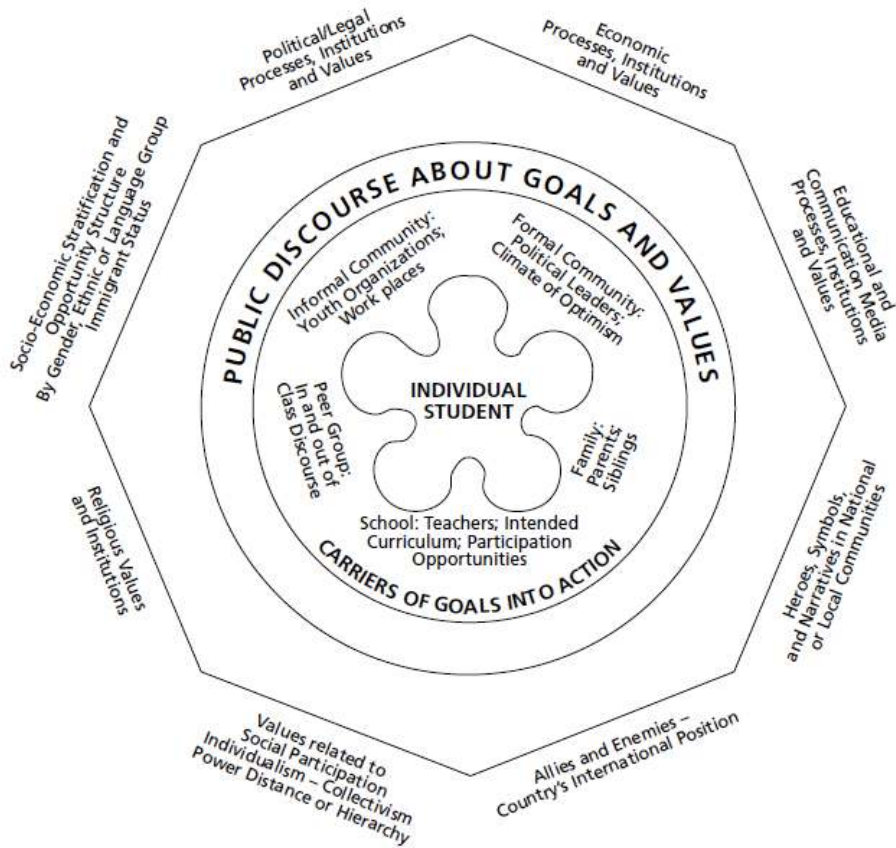 Political/Legal
Processes, Institutions
and Values
Economic
Processes, Institutions
and Values
Socio-Economic Stratification and
Opportunity Structure
By Gender, Ethnic or Language Group
Immigrant Status
Educational and
Communication Media
Processes, Institutions
and Values
PUBLIC DISCOURSE ABOUT GOALS AND VALUES
Informal Community:
Youth Organizations;
Work places
Formal Community:
Political Leaders;
Climate of Optimism
INDIVIDUAL
STUDENT
Peer Group:
In and out of
Class Discourse
Family:
Parents;
Siblings
School: Teachers; Intended
Curriculum; Participation
Opportunities
CARRIERS OF GOALS INTO ACTION
Religious Values
and Institutions
Heroes, Symbols,
and Narratives in National
or Local Communities
Values related to
Social Participation
Individualism – Collectivism
Power Distance or Hierarchy
Allies and Enemies –
Country's International Position